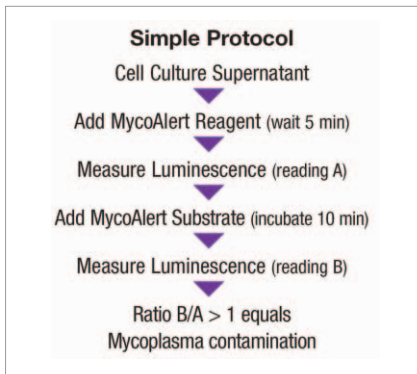 Simple Protocol
Cell Culture Supernatant
Add MycoAlert Reagent (wait 5 min)
Measure Luminescence (reading A)
Add MycoAlert Substrate (incubate 10 min)
Measure Luminescence (reading B)
Ratio B/A > 1 equals
Mycoplasma contamination